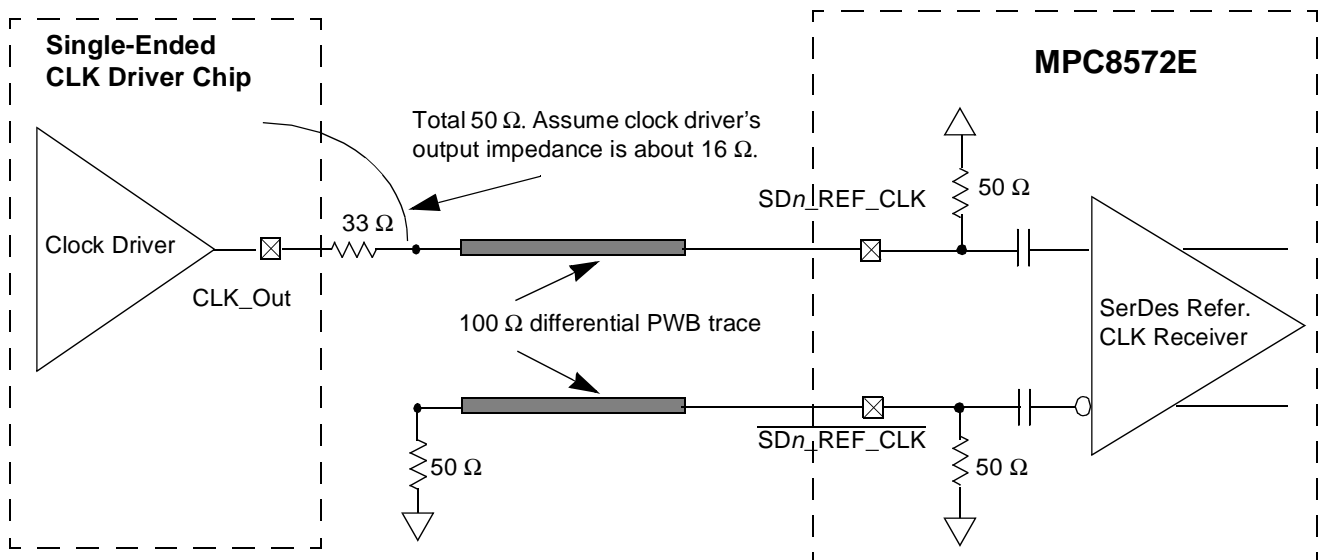 Single-Ended
CLK Driver Chip
MPC8572E
Total 50 Ω. Assume clock driver's
output impedance is about 16 Ω.
SDn_REF_CLK
50 Ω
33 Ω
Clock Driver
CLK_Out
100 Ω differential PWB trace
SerDes Refer.
CLK Receiver
SDn_REF_CLK
50 Ω
50 Ω